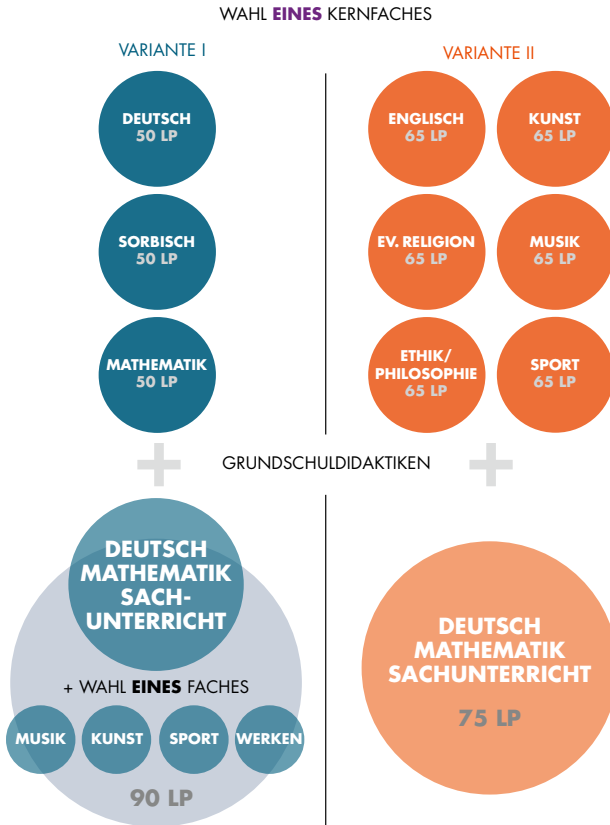 WAHL EINES KERNFACHES
VARIANTE I
DEUTSCH
50 LP
SORBISCH
50 LP
MATHEMATIK
50 LP
VARIANTE II
ENGLISCH
65 LP
KUNST
65 LP
EV. RELIGION
65 LP
MUSIK
65 LP
ETHIK/
PHILOSOPHIE
65 LP
SPORT
65 LP
+
GRUNDSCHULDIDAKTIKEN
+
DEUTSCH
MATHEMATIK
SACH-
UNTERRICHT
+ WAHL EINES FACHES
MUSIK
KUNST
SPORT
WERKEN
90 LP
DEUTSCH
MATHEMATIK
SACHUNTERRICHT
75 LP